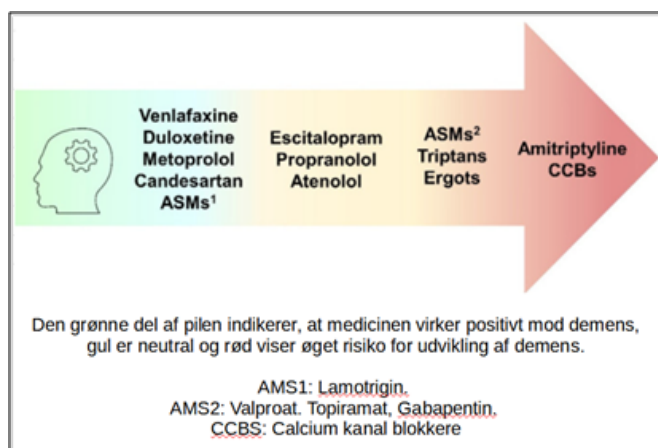 Venlafaxine
Duloxetine
Metoprolol
Candesartan
ASMs¹
Escitalopram
Propranolol
Atenolol
ASMs²
Triptans
Ergots
Amitriptyline
CCBs
Den grønne del af pilen indikerer, at medicinen virker positivt mod demens,
gul er neutral og rød viser øget risiko for udvikling af demens.
AMS1: Lamotrigin.
AMS2: Valproat. Topiramat, Gabapentin.
CCBS: Calcium kanal blokkere